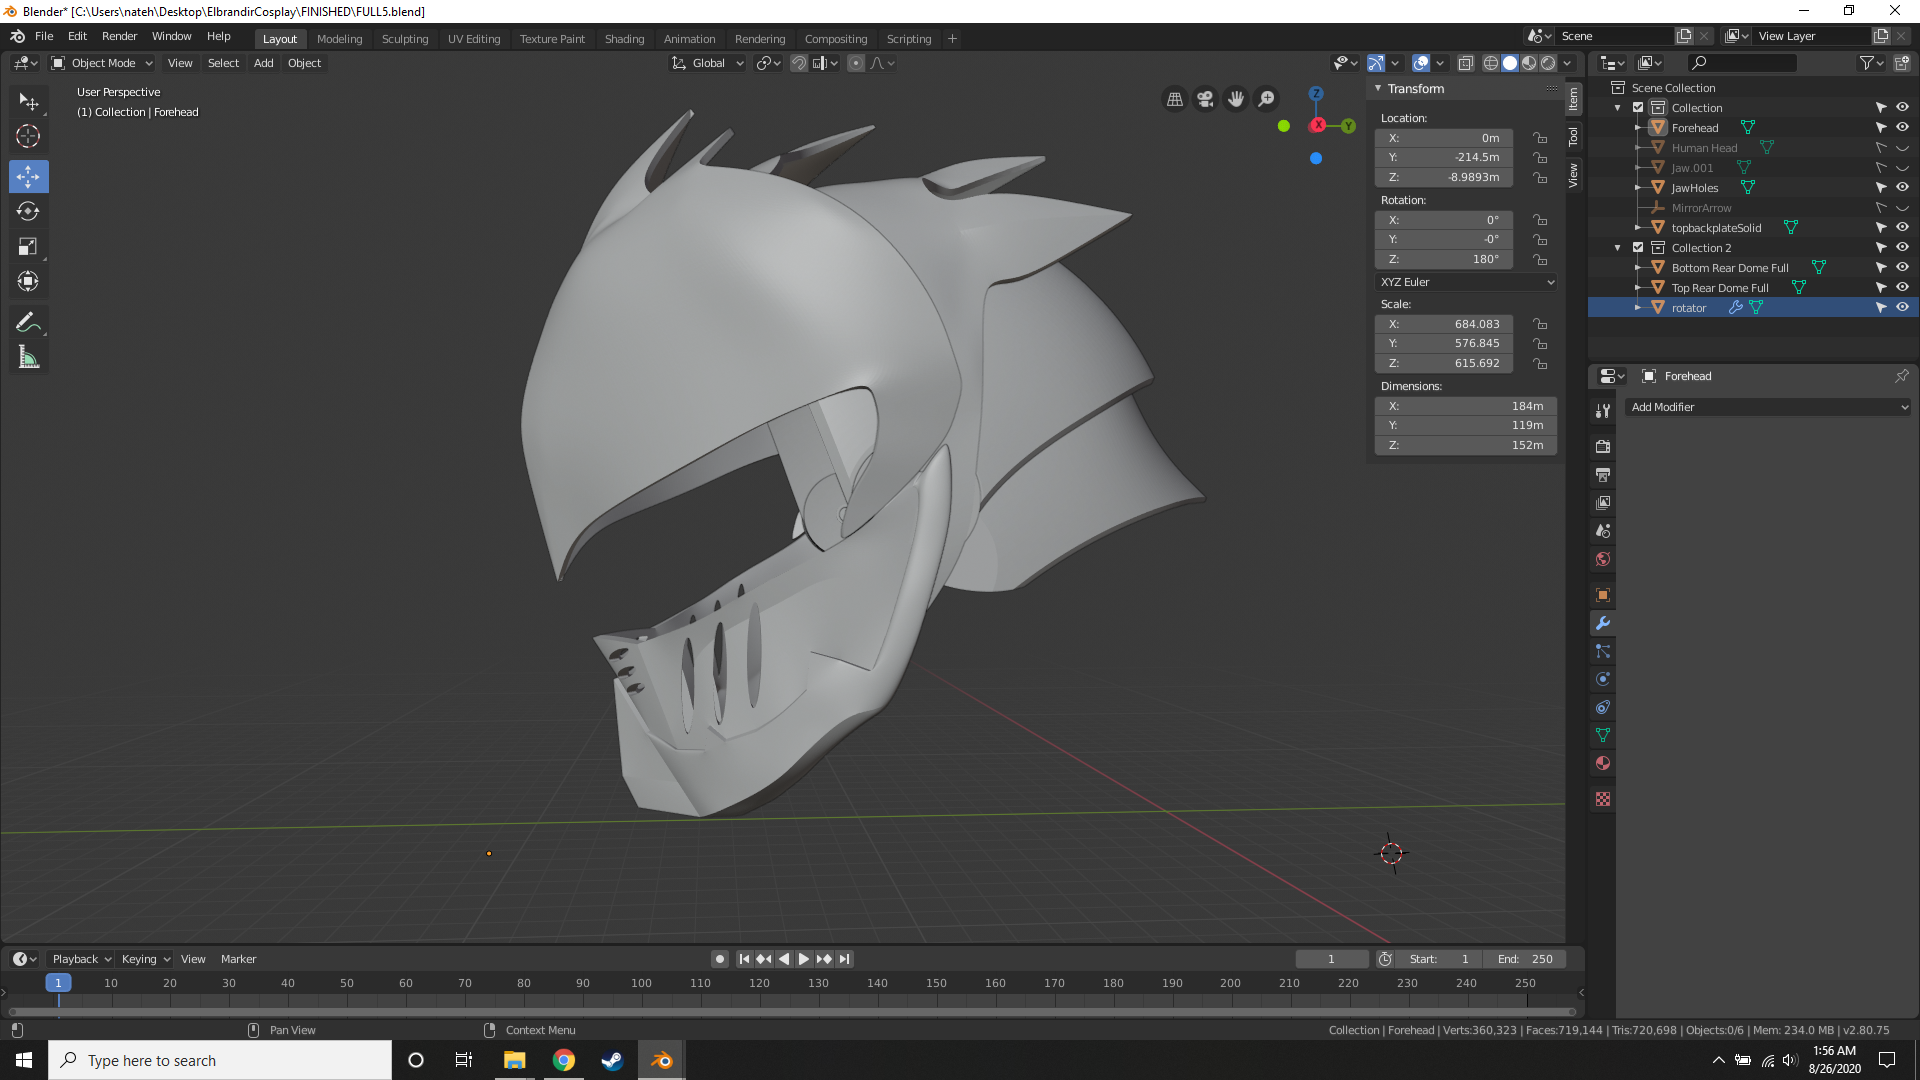 Blender* [C:\Users\nateh\Desktop\ElbrandirCosplay\FINISHED\FULL5.blend]
File Edit Render Window Help
Layout Modeling Sculpting UV Editing Texture Paint Shading Animation Rendering Compositing Scripting +
Scene
View Layer
Object Mode View Select Add Object
Global
User Perspective
(1) Collection | Forehead
Z
X
Y
Transform
Location:
X: 0m
Y: -214.5m
Z: -8.9893m
Rotation:
X: 0°
Y: -0°
Z: 180°
XYZ Euler
Scale:
X: 684.083
Y: 576.845
Z: 615.692
Dimensions:
X: 184m
Y: 119m
Z: 152m
Item
Tool
View
Scene Collection
Collection
Forehead
Human Head
Jaw.001
JawHoles
MirrorArrow
topbackplateSolid
Collection 2
Bottom Rear Dome Full
Top Rear Dome Full
rotator
Forehead
Add Modifier
Playback Keying View Marker
1
Start: 1
End: 250
1 10 20 30 40 50 60 70 80 90 100 110 120 130 140 150 160 170 180 190 200 210 220 230 240 250
Pan View
Context Menu
Collection | Forehead | Verts:360,323 | Faces:719,144 | Tris:720,698 | Objects:0/6 | Mem: 234.0 MB | v2.80.75
Type here to search
1:56 AM
8/26/2020